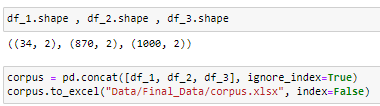 df_1.shape , df_2.shape , df_3.shape
((34, 2), (870, 2), (1000, 2))
corpus = pd.concat([df_1, df_2, df_3], ignore_index=True)
corpus.to_excel("Data/Final_Data/corpus.xlsx", index=False)